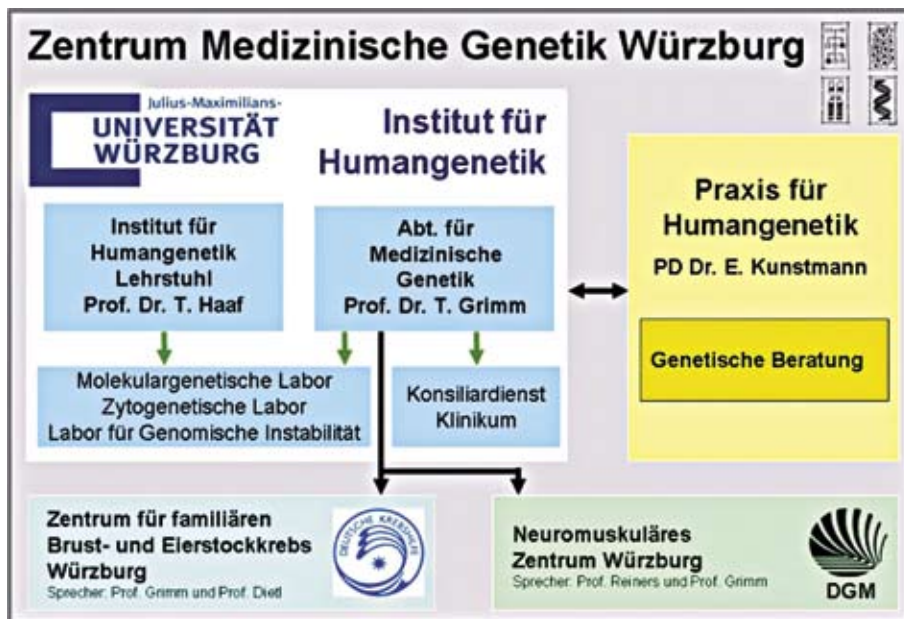 Zentrum Medizinische Genetik Würzburg
Julius-Maximilians-
UNIVERSITÄT
WÜRZBURG
Institut für
Humangenetik
Institut für
Humangenetik
Lehrstuhl
Prof. Dr. T. Haaf
Abt. für
Medizinische
Genetik
Prof. Dr. T. Grimm
Molekulargenetische Labor
Zytogenetische Labor
Labor für Genomische Instabilität
Konsiliardienst
Klinikum
Praxis für
Humangenetik
PD Dr. E. Kunstmann
Genetische Beratung
Zentrum für familiären
Brust- und Eierstockkrebs
Würzburg
Sprecher: Prof. Grimm und Prof. Dietl
DEUTSCHE KREBSHILFE
Neuromuskuläres
Zentrum Würzburg
Sprecher: Prof. Reiners und Prof. Grimm
DGM